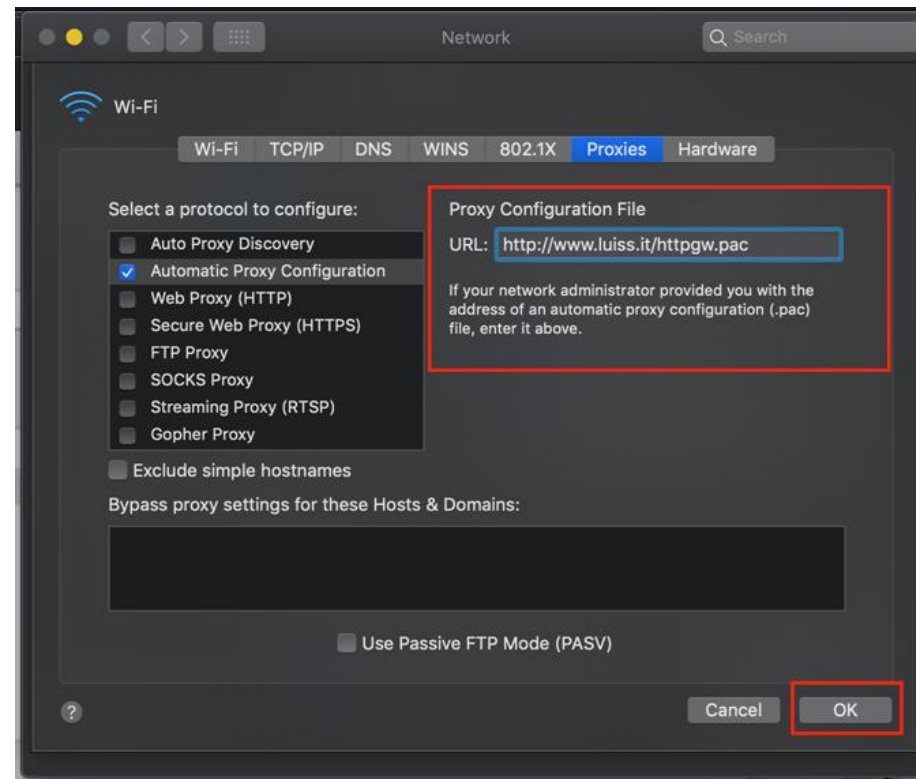 Network
Search
Wi-Fi
Wi-Fi TCP/IP DNS WINS 802.1X Proxies Hardware
Select a protocol to configure:
Auto Proxy Discovery
Automatic Proxy Configuration
Web Proxy (HTTP)
Secure Web Proxy (HTTPS)
FTP Proxy
SOCKS Proxy
Streaming Proxy (RTSP)
Gopher Proxy
Proxy Configuration File
URL: http://www.luiss.it/httpgw.pac
If your network administrator provided you with the
address of an automatic proxy configuration (.pac)
file, enter it above.
Exclude simple hostnames
Bypass proxy settings for these Hosts & Domains:
Use Passive FTP Mode (PASV)
?
Cancel
OK